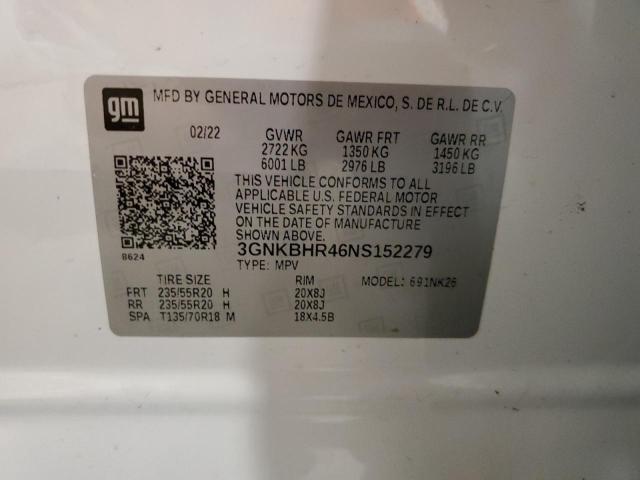 gm MFD BY GENERAL MOTORS DE MEXICO, S. DE R.L. DE C.V.
02/22 GVWR GAWR FRT GAWR RR
2722 KG 1350 KG 1450 KG
6001 LB 2976 LB 3196 LB
THIS VEHICLE CONFORMS TO ALL
APPLICABLE U.S. FEDERAL MOTOR
VEHICLE SAFETY STANDARDS IN EFFECT
ON THE DATE OF MANUFACTURE
SHOWN ABOVE.
8624 3GNKBHR46NS152279
TYPE: MPV
TIRE SIZE RIM MODEL: 691NK26
FRT 235/55R20 H 20X8J
RR 235/55R20 H 20X8J
SPA T135/70R18 M 18X4.5B